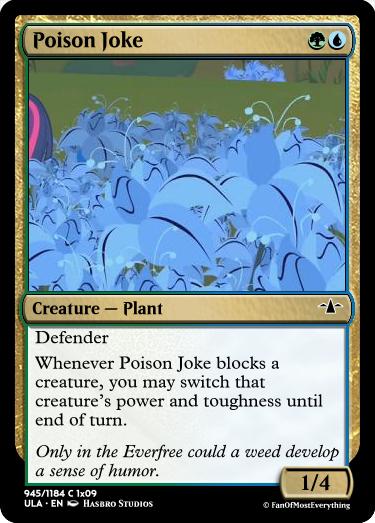 Poison Joke
Creature — Plant
Defender
Whenever Poison Joke blocks a
creature, you may switch that
creature's power and toughness until
end of turn.
Only in the Everfree could a weed develop
a sense of humor.
1/4
945/1184 C 1x09
ULA • EN Hasbro Studios
© FanOfMostEverything